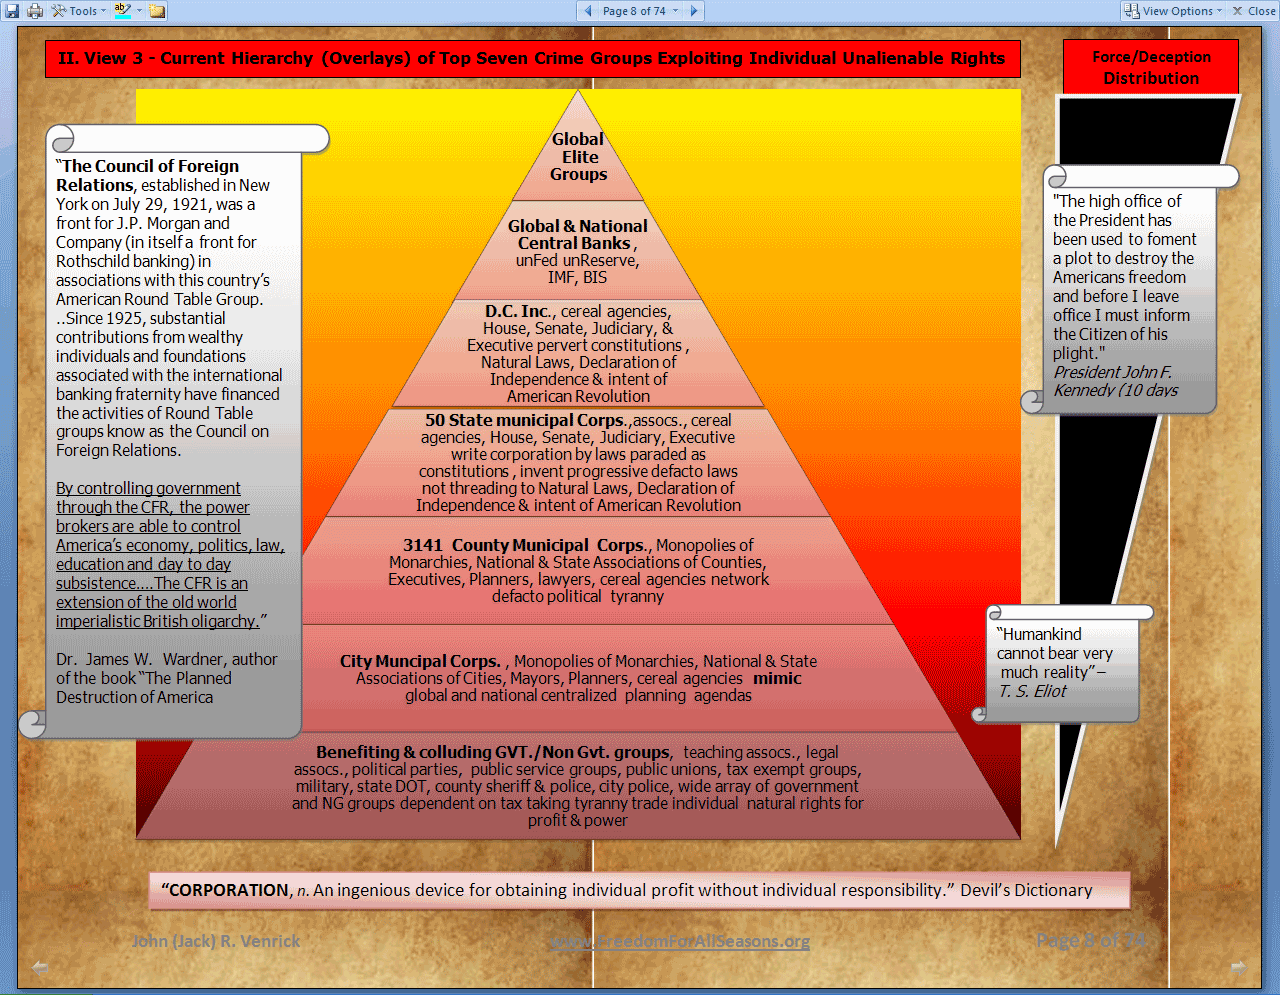 Tools
Page 8 of 74
View Options
Close
II. View 3 - Current Hierarchy (Overlays) of Top Seven Crime Groups Exploiting Individual Unalienable Rights
Force/Deception
Distribution
"The Council of Foreign
Relations, established in New
York on July 29, 1921, was a
front for J.P. Morgan and
Company (in itself a front for
Rothschild banking) in
associations with this country's
American Round Table Group.
..Since 1925, substantial
contributions from wealthy
individuals and foundations
associated with the international
banking fraternity have financed
the activities of Round Table
groups know as the Council on
Foreign Relations.
By controlling government
through the CFR, the power
brokers are able to control
America's economy, politics, law,
education and day to day
subsistence....The CFR is an
extension of the old world
imperialistic British oligarchy."
Dr. James W. Wardner, author
of the book "The Planned
Destruction of America
Global
Elite
Groups
Global & National
Central Banks ,
unFed unReserve,
IMF, BIS
D.C. Inc., cereal agencies,
House, Senate, Judiciary, &
Executive pervert constitutions ,
Natural Laws, Declaration of
Independence & intent of
American Revolution
50 State municipal Corps.,assocs., cereal
agencies, House, Senate, Judiciary, Executive
write corporation by laws paraded as
constitutions , invent progressive defacto laws
not threading to Natural Laws, Declaration of
Independence & intent of American Revolution
3141 County Municipal Corps., Monopolies of
Monarchies, National & State Associations of Counties,
Executives, Planners, lawyers, cereal agencies network
defacto political tyranny
City Muncipal Corps. , Monopolies of Monarchies, National & State
Associations of Cities, Mayors, Planners, cereal agencies mimic
global and national centralized planning agendas
Benefiting & colluding GVT./Non Gvt. groups, teaching assocs., legal
assocs., political parties, public service groups, public unions, tax exempt groups,
military, state DOT, county sheriff & police, city police, wide array of government
and NG groups dependent on tax taking tyranny trade individual natural rights for
profit & power
"The high office of
the President has
been used to foment
a plot to destroy the
Americans freedom
and before I leave
office I must inform
the Citizen of his
plight."
President John F.
Kennedy (10 days
"Humankind
cannot bear very
much reality" –
T. S. Eliot
"CORPORATION, n. An ingenious device for obtaining individual profit without individual responsibility." Devil's Dictionary
John (Jack) R. Venrick
www.FreedomForAllSeasons.org
Page 8 of 74